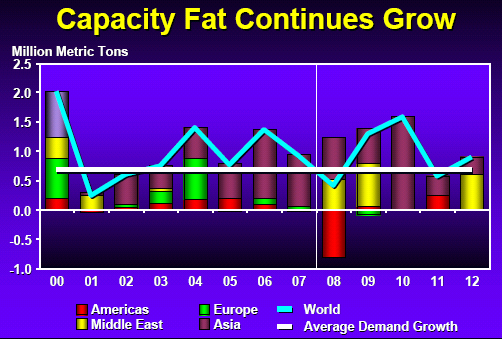 Capacity Fat Continues Grow
Million Metric Tons
2.5
2.0
1.5
1.0
0.5
0.0
-0.5
-1.0
00 01 02 03 04 05 06 07 08 09 10 11 12
Americas Europe World
Middle East Asia Average Demand Growth